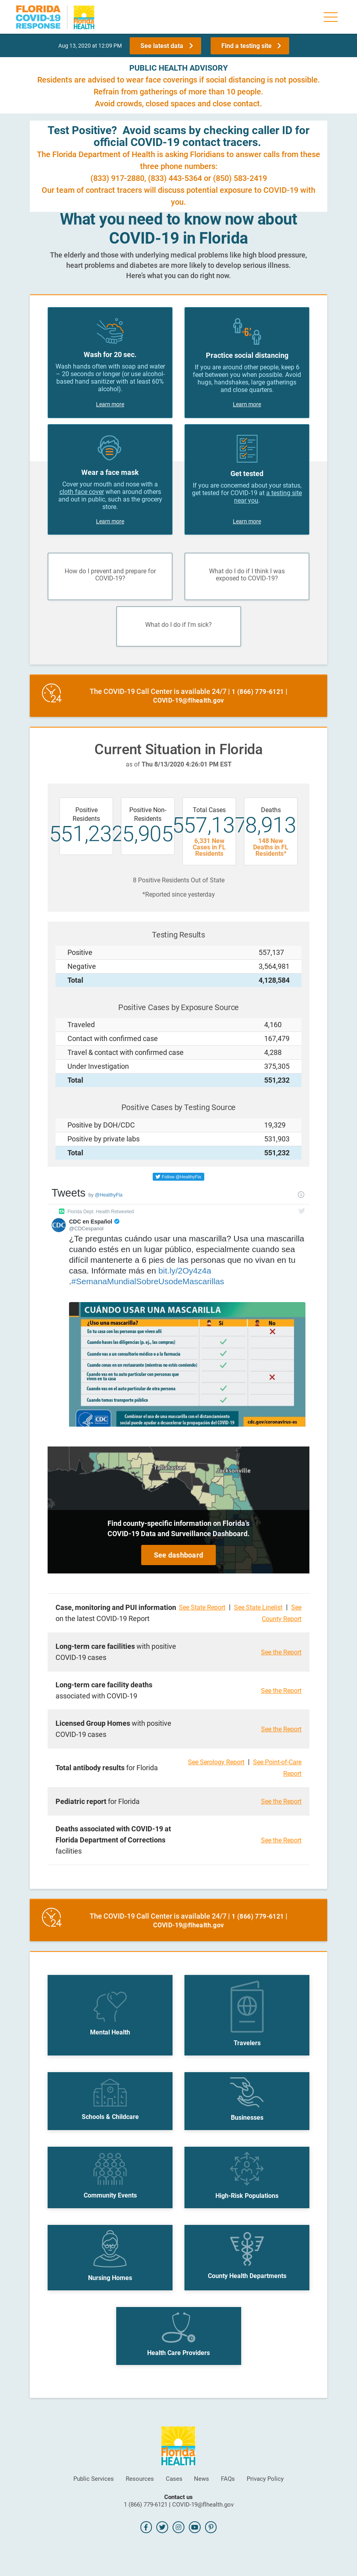 FLORIDA
COVID-19
RESPONSE
Florida
HEALTH
Aug 13, 2020 at 12:09 PM
See latest data
Find a testing site
PUBLIC HEALTH ADVISORY
Residents are advised to wear face coverings if social distancing is not possible.
Refrain from gatherings of more than 10 people.
Avoid crowds, closed spaces and close contact.
Test Positive? Avoid scams by checking caller ID for
official COVID-19 contact tracers.
The Florida Department of Health is asking Floridians to answer calls from these
three phone numbers:
(833) 917-2880, (833) 443-5364 or (850) 583-2419
Our team of contract tracers will discuss potential exposure to COVID-19 with
you.
What you need to know now about
COVID-19 in Florida
The elderly and those with underlying medical problems like high blood pressure,
heart problems and diabetes are more likely to develop serious illness.
Here's what you can do right now.
Wash for 20 sec.
Wash hands often with soap and water
– 20 seconds or longer (or use alcohol-
based hand sanitizer with at least 60%
alcohol).
Learn more
6'
Practice social distancing
If you are around other people, keep 6
feet between you when possible. Avoid
hugs, handshakes, large gatherings
and close quarters.
Learn more
Wear a face mask
Cover your mouth and nose with a
cloth face cover when around others
and out in public, such as the grocery
store.
Learn more
Get tested
If you are concerned about your status,
get tested for COVID-19 at a testing site
near you.
Learn more
How do I prevent and prepare for
COVID-19?
What do I do if I think I was
exposed to COVID-19?
What do I do if I'm sick?
24
The COVID-19 Call Center is available 24/7 | 1 (866) 779-6121 |
COVID-19@flhealth.gov
Current Situation in Florida
as of Thu 8/13/2020 4:26:01 PM EST
Positive
Residents
551,232
Positive Non-
Residents
5,905
Total Cases
557,137
6,331 New
Cases in FL
Residents
Deaths
8,913
148 New
Deaths in FL
Residents*
8 Positive Residents Out of State
*Reported since yesterday
Testing Results
Positive 557,137
Negative 3,564,981
Total 4,128,584
Positive Cases by Exposure Source
Traveled 4,160
Contact with confirmed case 167,479
Travel & contact with confirmed case 4,288
Under Investigation 375,305
Total 551,232
Positive Cases by Testing Source
Positive by DOH/CDC 19,329
Positive by private labs 531,903
Total 551,232
Follow @HealthyFla
Tweets by @HealthyFla
Florida Dept. Health Retweeted
CDC
CDC en Español
@CDCespanol
¿Te preguntas cuándo usar una mascarilla? Usa una mascarilla
cuando estés en un lugar público, especialmente cuando sea
difícil mantenerte a 6 pies de las personas que no vivan en tu
casa. Infórmate más en bit.ly/2Oy4z4a
.#SemanaMundialSobreUsodeMascarillas
CUÁNDO USAR UNA MASCARILLA
¿Uso una mascarilla? Sí No
En tu casa con las personas que viven allí
Cuando haces las diligencias (p. ej., las compras)
Cuando vas a una consultorio médico o a la farmacia
Cuando comes en un restaurante (mientras no estés comiendo)
Cuando vas en el auto particular con personas que
viven en tu casa
Cuando vas en el auto particular de otra persona
Cuando tomas transporte público
CDC
Combinar el uso de una mascarilla con el distanciamiento
social puede ayudar a desacelerar la propagación del COVID-19
cdc.gov/coronavirus-es
Tallahassee
Jacksonville
Find county-specific information on Florida's
COVID-19 Data and Surveillance Dashboard.
See dashboard
Case, monitoring and PUI information
on the latest COVID-19 Report
See State Report | See State Linelist | See
County Report
Long-term care facilities with positive
COVID-19 cases
See the Report
Long-term care facility deaths
associated with COVID-19
See the Report
Licensed Group Homes with positive
COVID-19 cases
See the Report
Total antibody results for Florida
See Serology Report | See Point-of-Care
Report
Pediatric report for Florida
See the Report
Deaths associated with COVID-19 at
Florida Department of Corrections
facilities
See the Report
24
The COVID-19 Call Center is available 24/7 | 1 (866) 779-6121 |
COVID-19@flhealth.gov
Mental Health
Travelers
Schools & Childcare
Businesses
Community Events
High-Risk Populations
Nursing Homes
County Health Departments
Health Care Providers
Florida
HEALTH
Public Services Resources Cases News FAQs Privacy Policy
Contact us
1 (866) 779-6121 | COVID-19@flhealth.gov